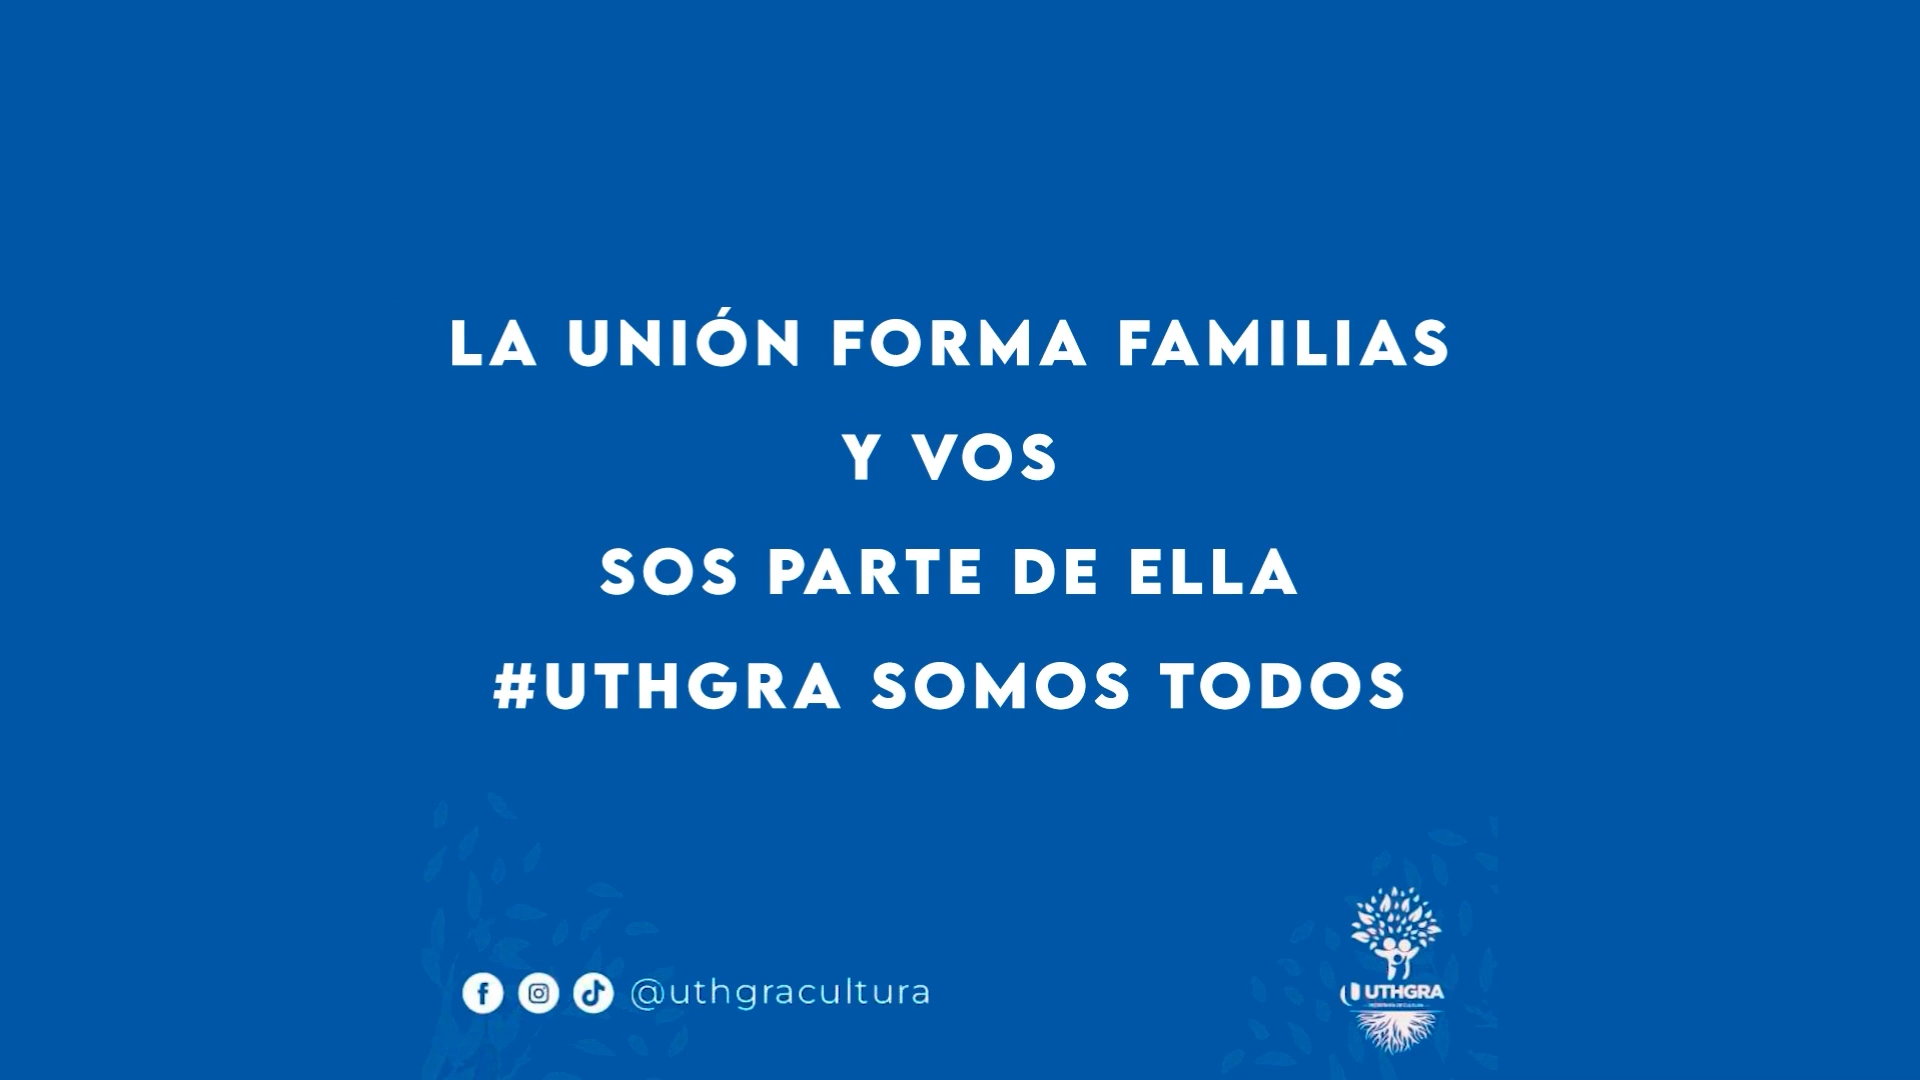 LA UNIÓN FORMA FAMILIAS
Y VOS
SOS PARTE DE ELLA
#UTHGRA SOMOS TODOS
@uthgracultura
UTHGRA